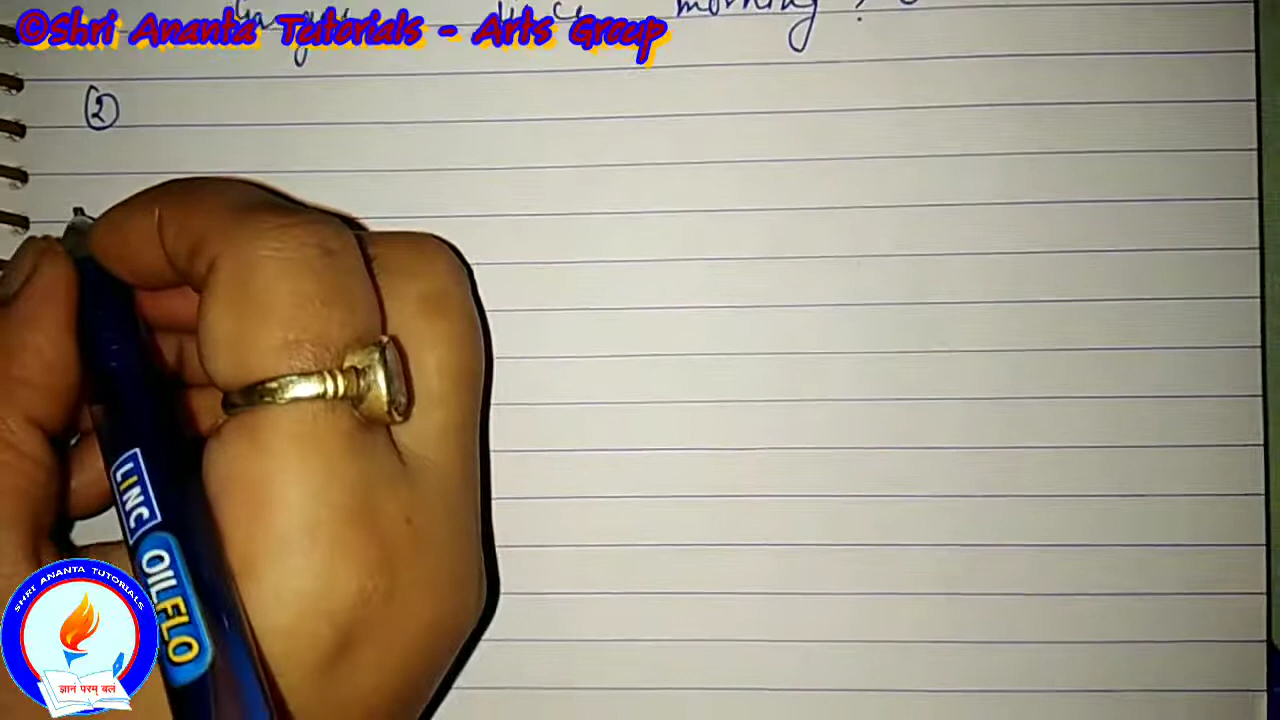 morning?
©Shri Ananta Tutorials - Arts Group
②
LINC
OILFLO
SHRI ANANTA TUTORIALS
ज्ञानं परमं बलं